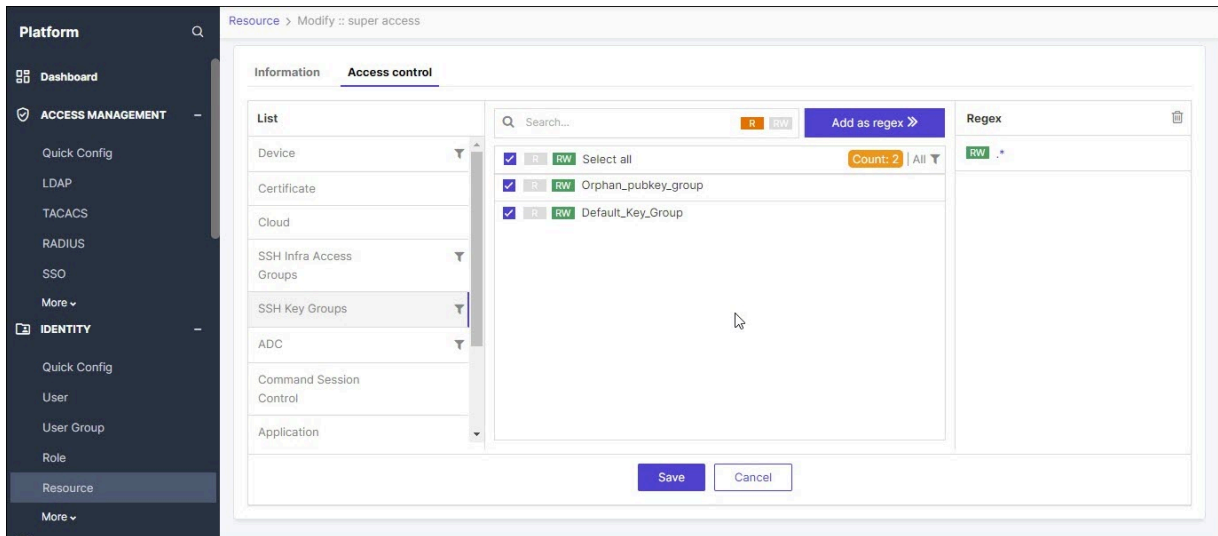 Platform
Dashboard
ACCESS MANAGEMENT –
Quick Config
LDAP
TACACS
RADIUS
SSO
More
IDENTITY –
Quick Config
User
User Group
Role
Resource
More
Resource > Modify :: super access
Information Access control
List
Device
Certificate
Cloud
SSH Infra Access
Groups
SSH Key Groups
ADC
Command Session
Control
Application
Search... R RW Add as regex »
R RW Select all Count: 2 | All
R RW Orphan_pubkey_group
R RW Default_Key_Group
Regex
RW .*
Save Cancel